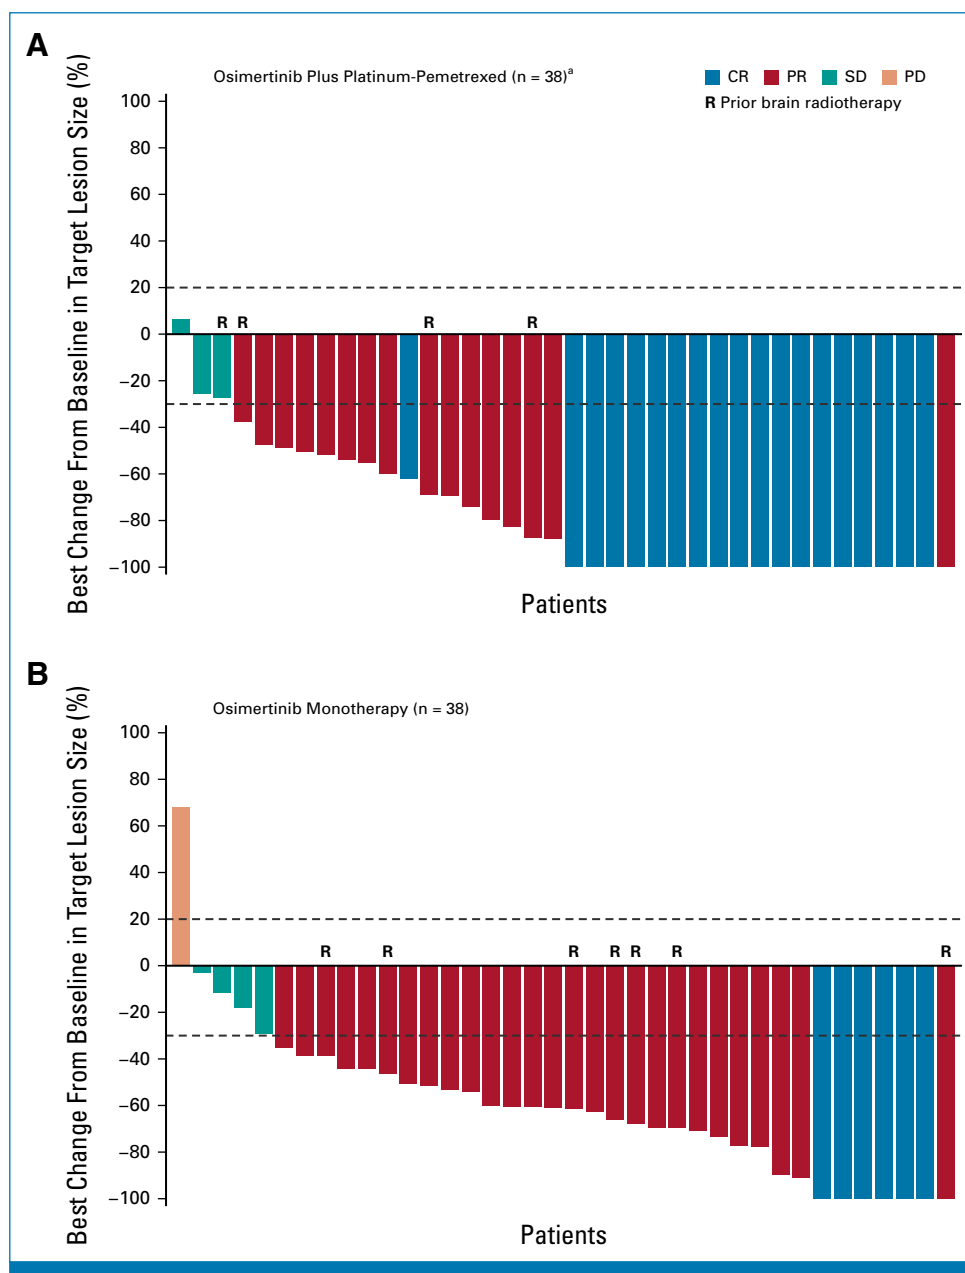 A
Osimertinib Plus Platinum-Pemetrexed (n = 38)a
CR PR SD PD
R Prior brain radiotherapy
Best Change From Baseline in Target Lesion Size (%)
100
80
60
40
20
0
−20
−40
−60
−80
−100
R R R R
Patients
B
Osimertinib Monotherapy (n = 38)
Best Change From Baseline in Target Lesion Size (%)
100
80
60
40
20
0
−20
−40
−60
−80
−100
R R R R R R R
Patients